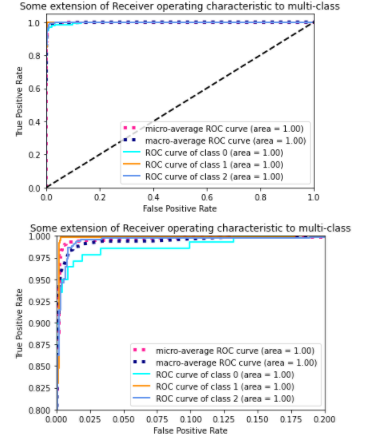 Some extension of Receiver operating characteristic to multi-class
1.0
0.8
0.6
0.4
0.2
0.0
True Positive Rate
micro-average ROC curve (area = 1.00)
macro-average ROC curve (area = 1.00)
ROC curve of class 0 (area = 1.00)
ROC curve of class 1 (area = 1.00)
ROC curve of class 2 (area = 1.00)
0.0 0.2 0.4 0.6 0.8 1.0
False Positive Rate
Some extension of Receiver operating characteristic to multi-class
1.000
0.975
0.950
0.925
0.900
0.875
0.850
0.825
0.800
True Positive Rate
micro-average ROC curve (area = 1.00)
macro-average ROC curve (area = 1.00)
ROC curve of class 0 (area = 1.00)
ROC curve of class 1 (area = 1.00)
ROC curve of class 2 (area = 1.00)
0.000 0.025 0.050 0.075 0.100 0.125 0.150 0.175 0.200
False Positive Rate